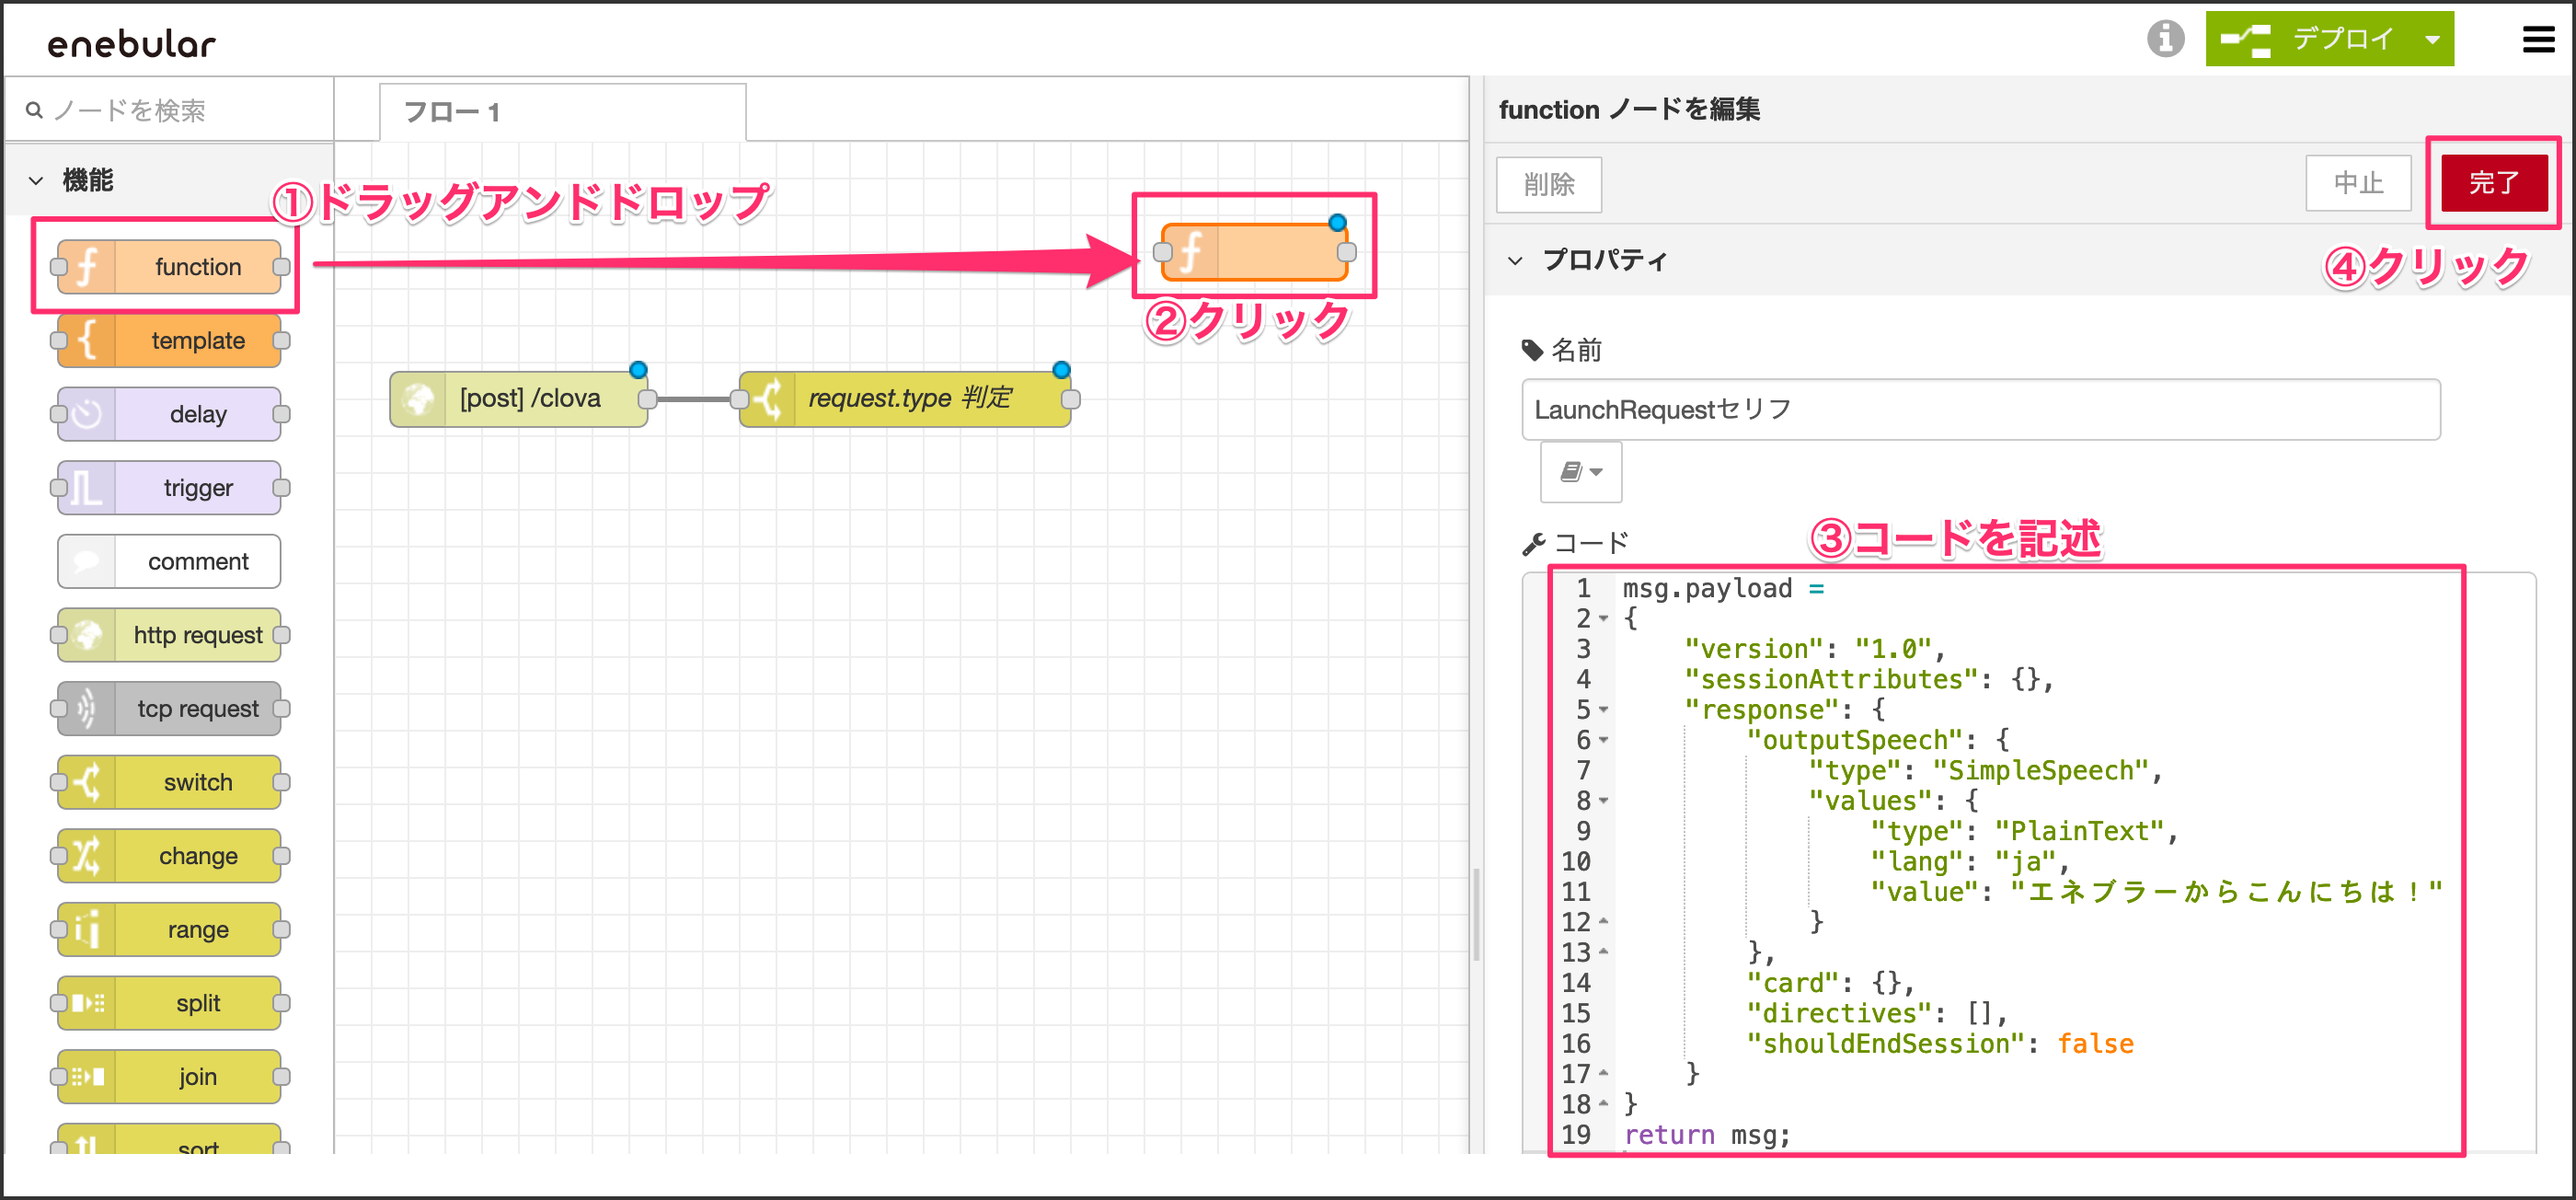 enebular
デプロイ
ノードを検索
フロー 1
機能
①ドラッグアンドドロップ
function
template
delay
trigger
comment
http request
tcp request
switch
change
range
split
join
sort
②クリック
[post] /clova
request.type 判定
function ノードを編集
削除
中止
完了
④クリック
プロパティ
名前
LaunchRequestセリフ
コード
③コードを記述
1 msg.payload =
2 {
3     "version": "1.0",
4     "sessionAttributes": {},
5     "response": {
6         "outputSpeech": {
7             "type": "SimpleSpeech",
8             "values": {
9                 "type": "PlainText",
10                 "lang": "ja",
11                 "value": "エネブラーからこんにちは！"
12             }
13         },
14         "card": {},
15         "directives": [],
16         "shouldEndSession": false
17     }
18 }
19 return msg;